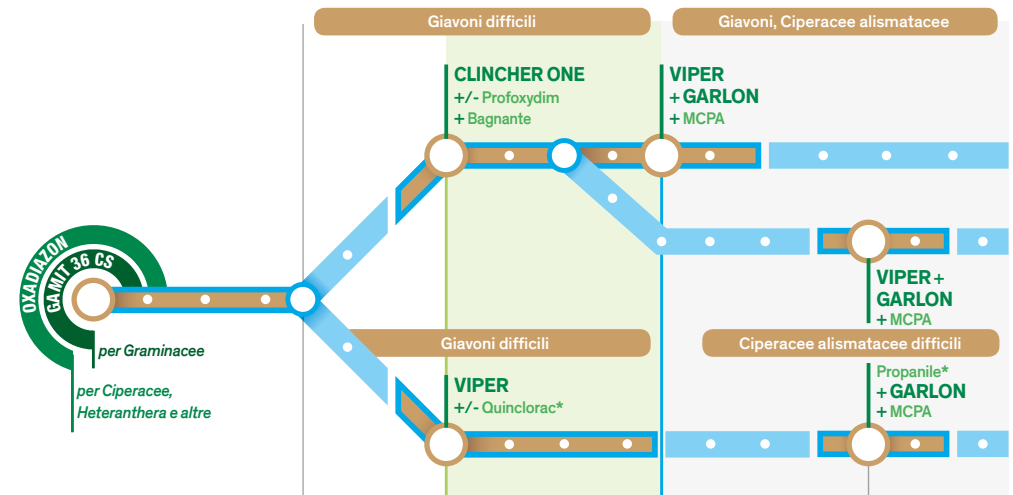 Giavoni difficili
Giavoni, Ciperacee alismatacee
CLINCHER ONE
+/- Profoxydim
+ Bagnante
VIPER
+ GARLON
+ MCPA
OXADIAZON
GAMIT 36 CS
per Graminacee
per Ciperacee,
Heteranthera e altre
VIPER +
GARLON
+ MCPA
Giavoni difficili
Ciperacee alismatacee difficili
VIPER
+/- Quinclorac*
Propanile*
+ GARLON
+ MCPA